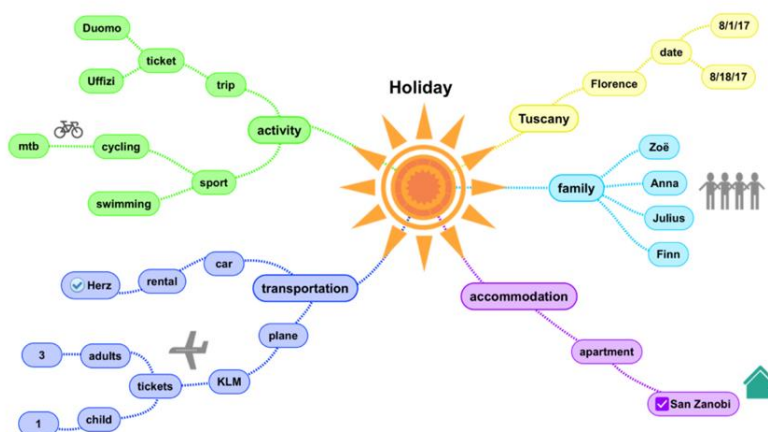 Holiday
activity
trip
ticket
Duomo
Uffizi
sport
cycling
mtb
swimming
Tuscany
Florence
date
8/1/17
8/18/17
family
Zoë
Anna
Julius
Finn
transportation
car
rental
Herz
plane
KLM
tickets
adults
3
child
1
accommodation
apartment
San Zanobi